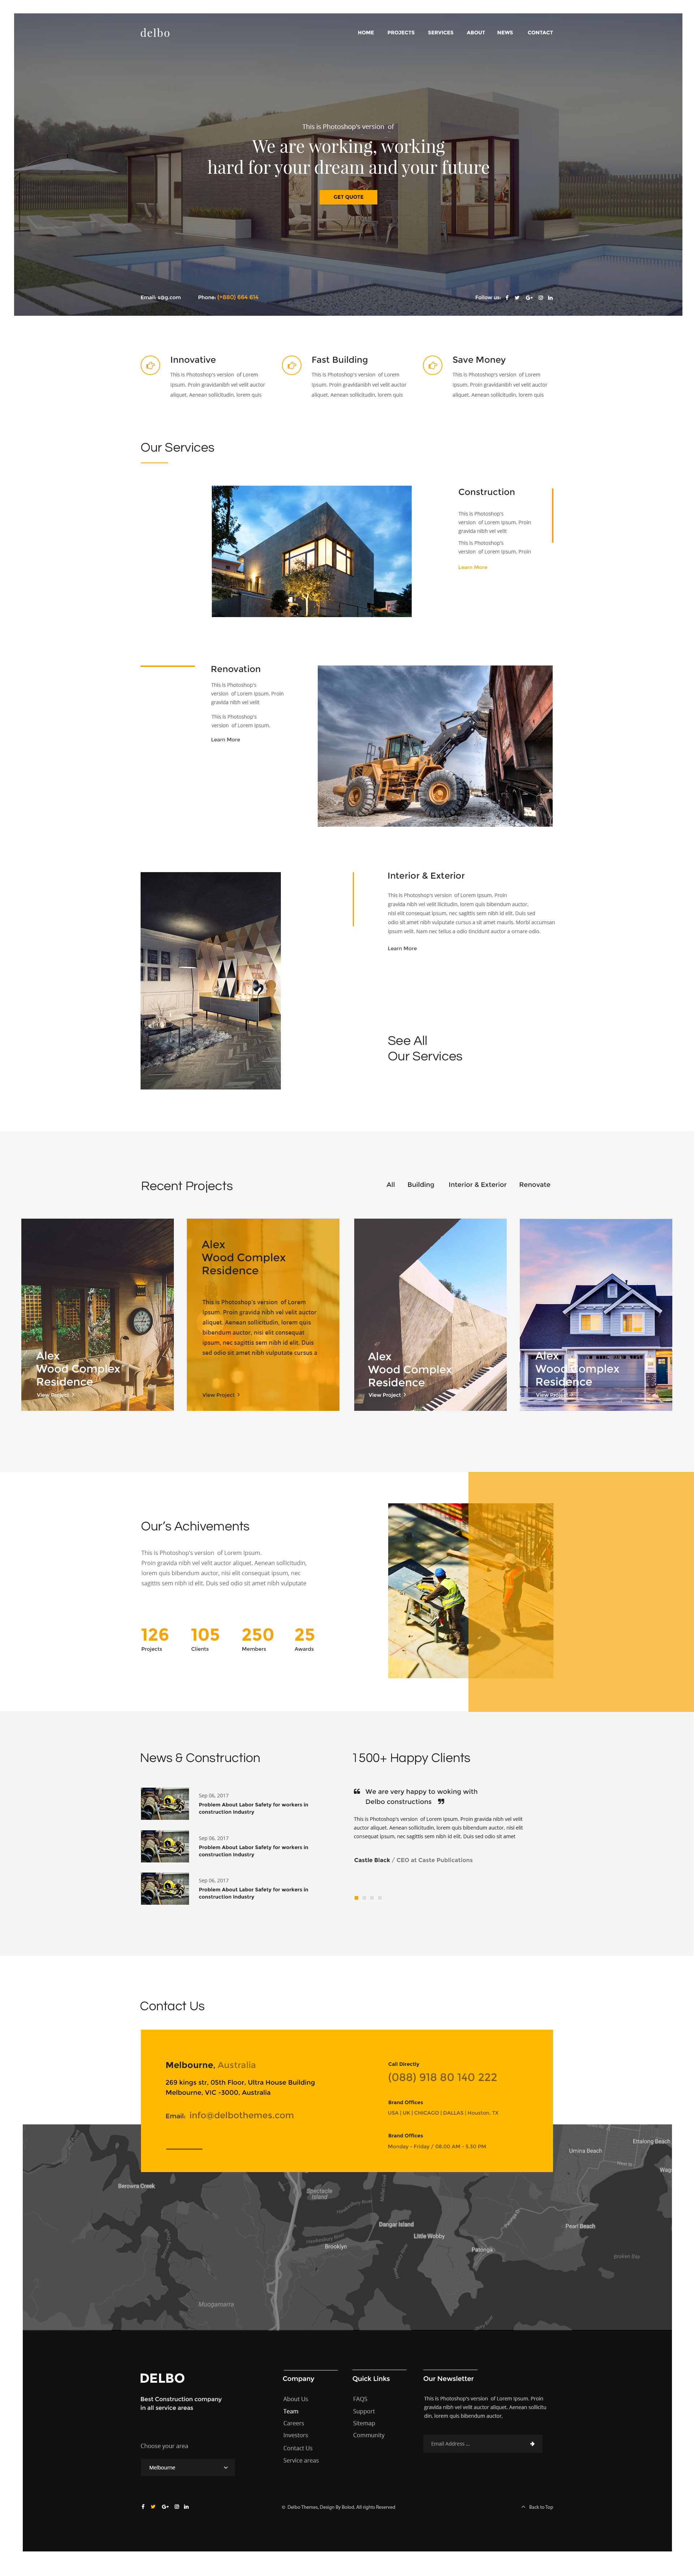 delbo
HOME PROJECTS SERVICES ABOUT NEWS CONTACT
This is Photoshop's version of
We are working, working
hard for your dream and your future
GET QUOTE
Email: s@g.com
Phone: (+880) 664 614
Follow us:
Innovative
This is Photoshop's version of Lorem
Ipsum. Proin gravidanibh vel velit auctor
aliquet. Aenean sollicitudin, lorem quis
Fast Building
This is Photoshop's version of Lorem
Ipsum. Proin gravidanibh vel velit auctor
aliquet. Aenean sollicitudin, lorem quis
Save Money
This is Photoshop's version of Lorem
Ipsum. Proin gravidanibh vel velit auctor
aliquet. Aenean sollicitudin, lorem quis
Our Services
Construction
This is Photoshop's
version of Lorem Ipsum. Proin
gravida nibh vel velit
This is Photoshop's
version of Lorem Ipsum. Proin
Learn More
Renovation
This is Photoshop's
version of Lorem Ipsum. Proin
gravida nibh vel velit
This is Photoshop's
version of Lorem Ipsum.
Learn More
Interior & Exterior
This is Photoshop's version of Lorem Ipsum. Proin
gravida nibh vel velit llicitudin, lorem quis bibendum auctor,
nisi elit consequat ipsum, nec sagittis sem nibh id elit. Duis sed
odio sit amet nibh vulputate cursus a sit amet mauris. Morbi accumsan
ipsum velit. Nam nec tellus a odio tincidunt auctor a ornare odio.
Learn More
See All
Our Services
Recent Projects
All Building Interior & Exterior Renovate
Alex
Wood Complex
Residence
View Project
Alex
Wood Complex
Residence
This is Photoshop's version of Lorem
Ipsum. Proin gravida nibh vel velit auctor
aliquet. Aenean sollicitudin, lorem quis
bibendum auctor, nisi elit consequat
ipsum, nec sagittis sem nibh id elit. Duis
sed odio sit amet nibh vulputate cursus a
View Project
Alex
Wood Complex
Residence
View Project
Alex
Wood Complex
Residence
View Project
Our's Achivements
This is Photoshop's version of Lorem Ipsum.
Proin gravida nibh vel velit auctor aliquet. Aenean sollicitudin,
lorem quis bibendum auctor, nisi elit consequat ipsum, nec
sagittis sem nibh id elit. Duis sed odio sit amet nibh vulputate
126 105 250 25
Projects Clients Members Awards
News & Construction
Sep 06, 2017
Problem About Labor Safety for workers in
construction Industry
Sep 06, 2017
Problem About Labor Safety for workers in
construction Industry
Sep 06, 2017
Problem About Labor Safety for workers in
construction Industry
1500+ Happy Clients
“ We are very happy to woking with
Delbo constructions ”
This is Photoshop's version of Lorem Ipsum. Proin gravida nibh vel velit
auctor aliquet. Aenean sollicitudin, lorem quis bibendum auctor, nisi elit
consequat ipsum, nec sagittis sem nibh id elit. Duis sed odio sit amet
Castle Black / CEO at Caste Publications
Contact Us
Melbourne, Australia
269 kings str, 05th Floor, Ultra House Building
Melbourne, VIC -3000, Australia
Email: info@delbothemes.com
Call Directly
(088) 918 80 140 222
Brand Offices
USA | UK | CHICAGO | DALLAS | Houston, TX
Brand Offices
Monday - Friday / 08.00 AM - 5.30 PM
Ettalong Beach
Umina Beach
Berowra Creek
Spectacle
Island
Dangar Island
Little Wobby
Pearl Beach
Brooklyn
Patonga
Broken Bay
Muogamarra
DELBO
Best Construction company
in all service areas
Choose your area
Melbourne
Company
About Us
Team
Careers
Investors
Contact Us
Service areas
Quick Links
FAQS
Support
Sitemap
Community
Our Newsletter
This is Photoshop's version of Lorem Ipsum. Proin
gravida nibh vel velit auctor aliquet. Aenean sollicitu
din, lorem quis bibendum auctor,
Email Address ...
© Delbo Themes, Design By Bolod. All rights Reserved
Back to Top